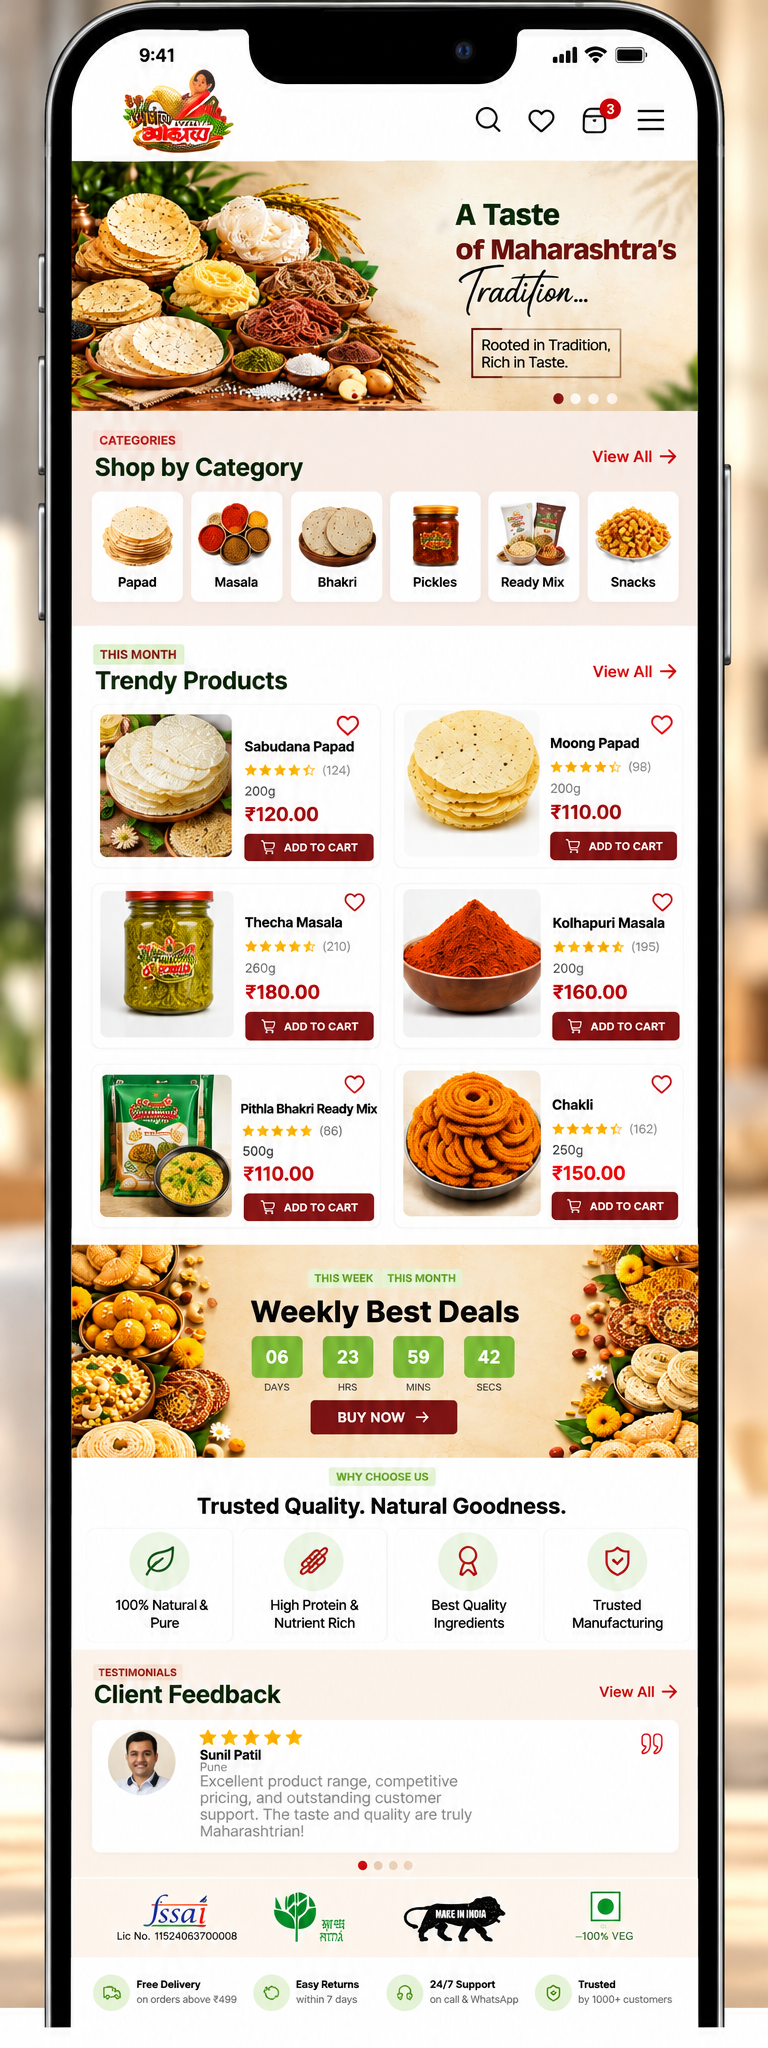 9:41
3
A Taste
of Maharashtra's
Tradition...
Rooted in Tradition,
Rich in Taste.
CATEGORIES
Shop by Category
View All
Papad
Masala
Bhakri
Pickles
Ready Mix
Snacks
THIS MONTH
Trendy Products
View All
Sabudana Papad
(124)
200g
₹120.00
ADD TO CART
Moong Papad
(98)
200g
₹110.00
ADD TO CART
Thecha Masala
(210)
260g
₹180.00
ADD TO CART
Kolhapuri Masala
(195)
200g
₹160.00
ADD TO CART
Pithla Bhakri Ready Mix
(86)
500g
₹110.00
ADD TO CART
Chakli
(162)
250g
₹150.00
ADD TO CART
THIS WEEK THIS MONTH
Weekly Best Deals
06 23 59 42
DAYS HRS MINS SECS
BUY NOW
WHY CHOOSE US
Trusted Quality. Natural Goodness.
100% Natural &
Pure
High Protein &
Nutrient Rich
Best Quality
Ingredients
Trusted
Manufacturing
TESTIMONIALS
Client Feedback
View All
Sunil Patil
Pune
Excellent product range, competitive
pricing, and outstanding customer
support. The taste and quality are truly
Maharashtrian!
fssai
Lic No. 11524063700008
MARE IN INDIA
–100% VEG
Free Delivery
on orders above ₹499
Easy Returns
within 7 days
24/7 Support
on call & WhatsApp
Trusted
by 1000+ customers